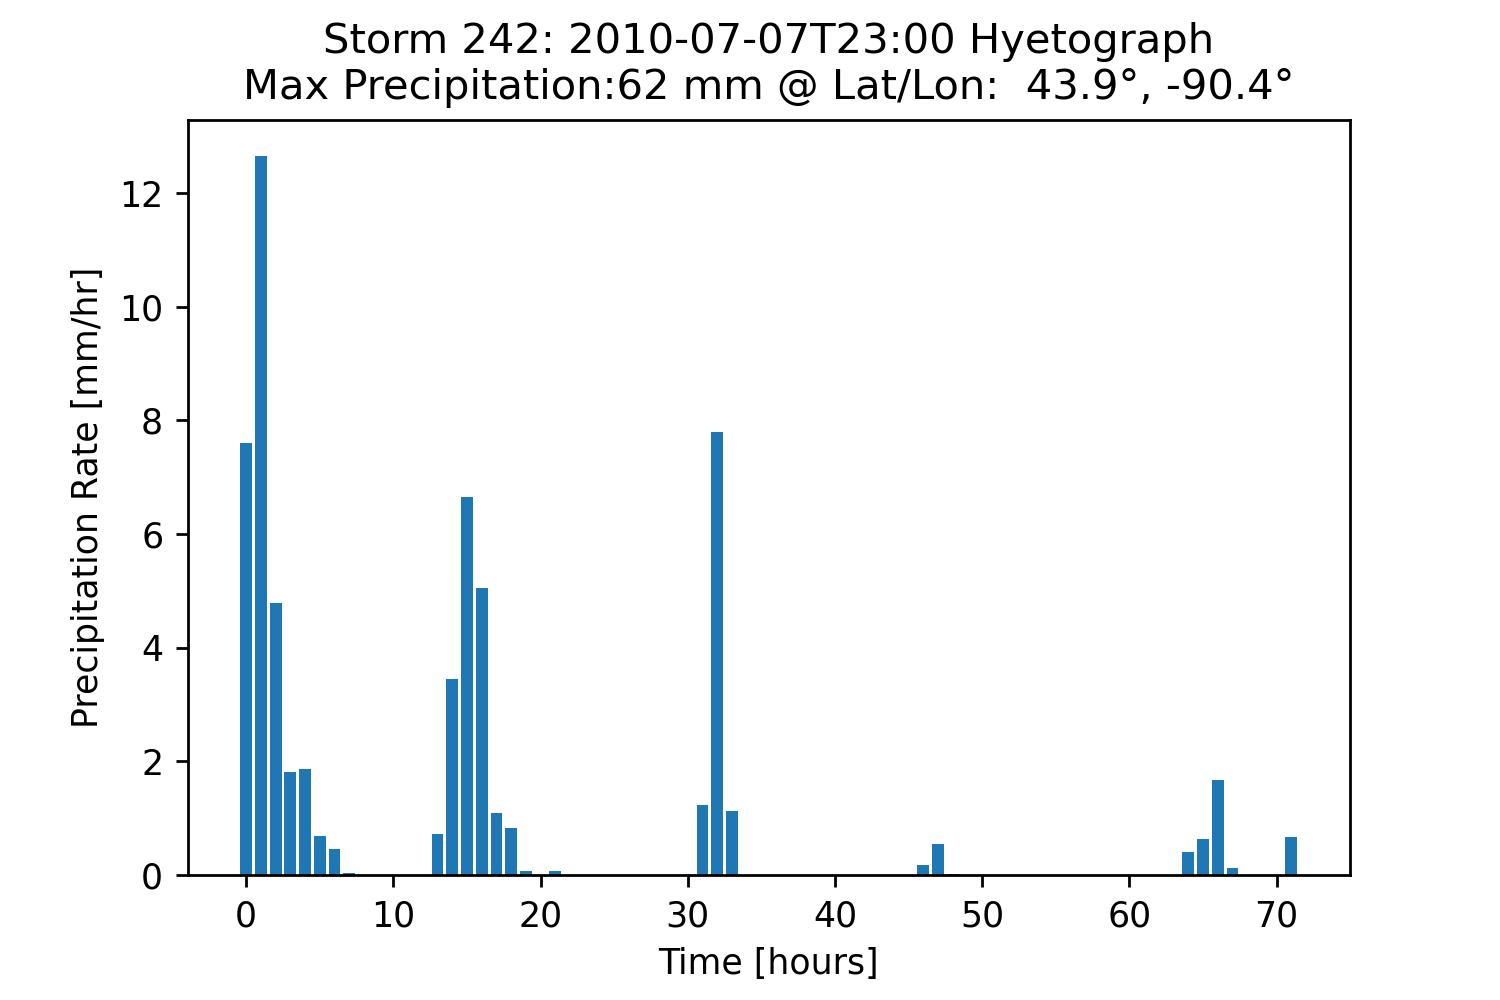 Storm 242: 2010-07-07T23:00 Hyetograph
Max Precipitation:62 mm @ Lat/Lon:  43.9°, -90.4°
Precipitation Rate [mm/hr]
12
10
8
6
4
2
0
0 10 20 30 40 50 60 70
Time [hours]